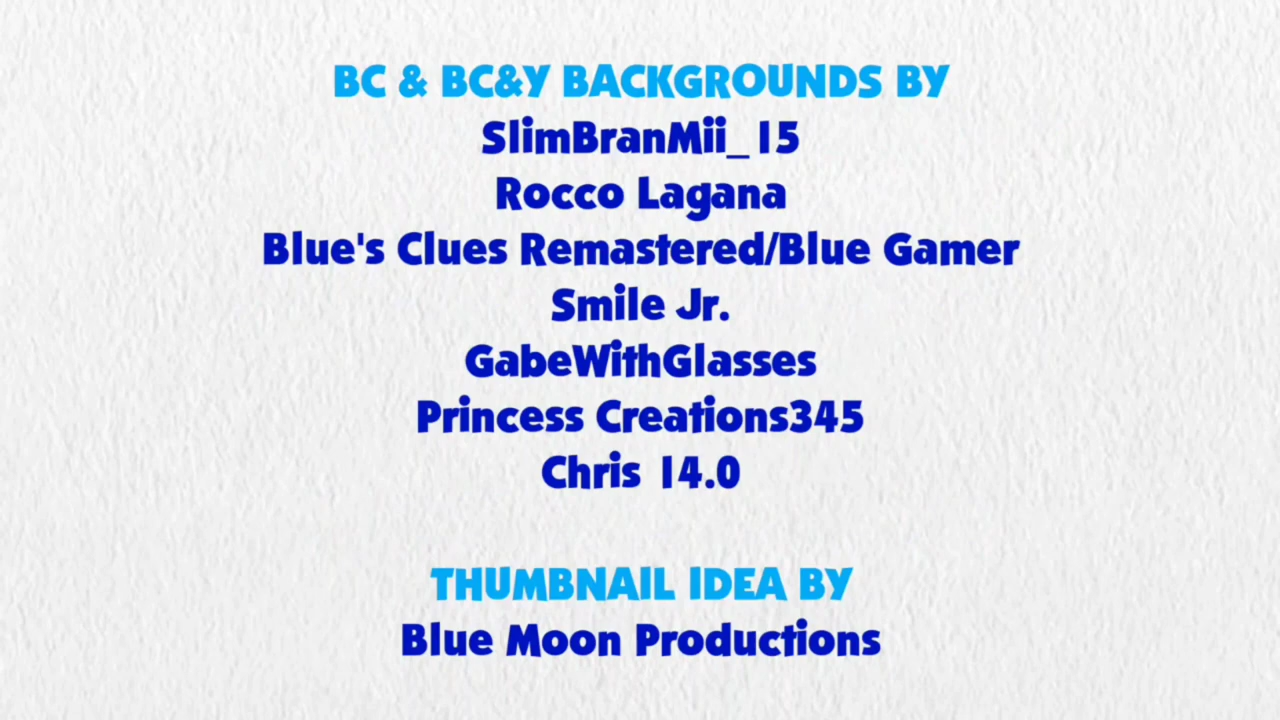 BC & BC&Y BACKGROUNDS BY
SlimBranMii_15
Rocco Lagana
Blue's Clues Remastered/Blue Gamer
Smile Jr.
GabeWithGlasses
Princess Creations345
Chris 14.0
THUMBNAIL IDEA BY
Blue Moon Productions